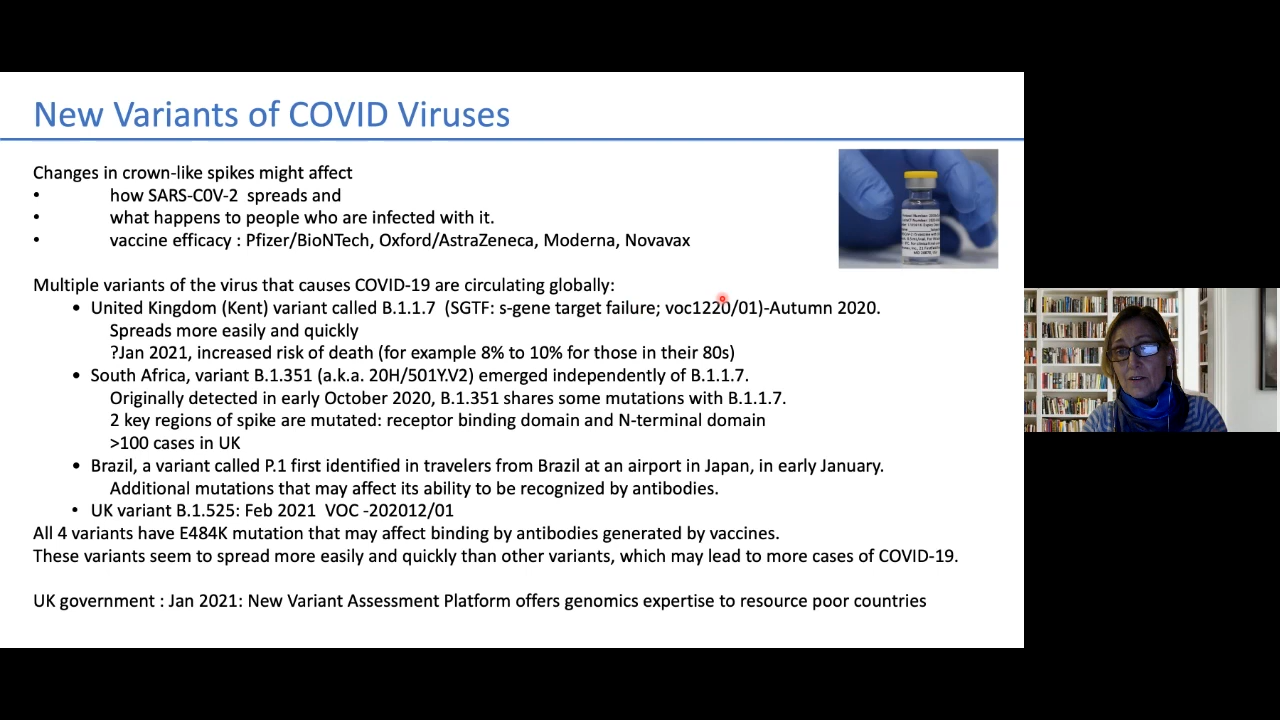 New Variants of COVID Viruses
Changes in crown-like spikes might affect
• how SARS-C0V-2 spreads and
• what happens to people who are infected with it.
• vaccine efficacy : Pfizer/BioNTech, Oxford/AstraZeneca, Moderna, Novavax
Multiple variants of the virus that causes COVID-19 are circulating globally:
• United Kingdom (Kent) variant called B.1.1.7 (SGTF: s-gene target failure; voc1220/01)-Autumn 2020.
Spreads more easily and quickly
?Jan 2021, increased risk of death (for example 8% to 10% for those in their 80s)
• South Africa, variant B.1.351 (a.k.a. 20H/501Y.V2) emerged independently of B.1.1.7.
Originally detected in early October 2020, B.1.351 shares some mutations with B.1.1.7.
2 key regions of spike are mutated: receptor binding domain and N-terminal domain
>100 cases in UK
• Brazil, a variant called P.1 first identified in travelers from Brazil at an airport in Japan, in early January.
Additional mutations that may affect its ability to be recognized by antibodies.
• UK variant B.1.525: Feb 2021 VOC -202012/01
All 4 variants have E484K mutation that may affect binding by antibodies generated by vaccines.
These variants seem to spread more easily and quickly than other variants, which may lead to more cases of COVID-19.
UK government : Jan 2021: New Variant Assessment Platform offers genomics expertise to resource poor countries